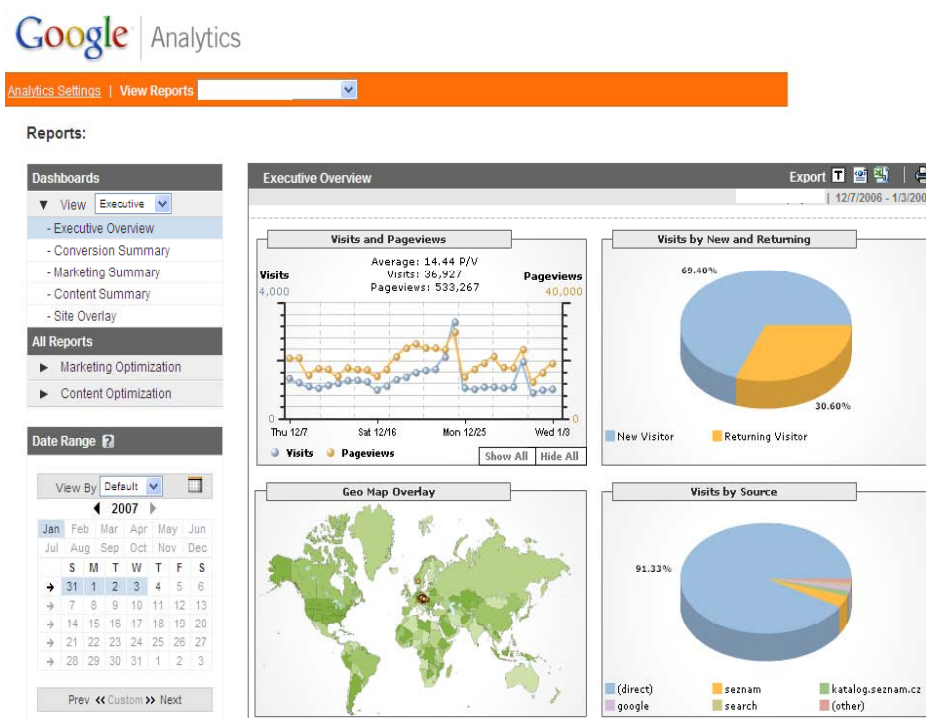 Google Analytics
Analytics Settings | View Reports
Reports:
Dashboards
View Executive
- Executive Overview
- Conversion Summary
- Marketing Summary
- Content Summary
- Site Overlay
All Reports
Marketing Optimization
Content Optimization
Date Range ?
View By Default
2007
Jan Feb Mar Apr May Jun
Jul Aug Sep Oct Nov Dec
S M T W T F S
31 1 2 3 4 5 6
7 8 9 10 11 12 13
14 15 16 17 18 19 20
21 22 23 24 25 26 27
28 29 30 31 1 2 3
Prev << Custom >> Next
Executive Overview
Export T
| 12/7/2006 - 1/3/200
Visits and Pageviews
Average: 14.44 P/V
Visits: 36,927
Pageviews: 533,267
Visits
4,000
Pageviews
40,000
0
0
Thu 12/7 Sat 12/16 Mon 12/25 Wed 1/3
Visits Pageviews
Show All Hide All
Visits by New and Returning
69.40%
30.60%
New Visitor Returning Visitor
Geo Map Overlay
Visits by Source
91.33%
(direct) seznam katalog.seznam.cz
google search (other)